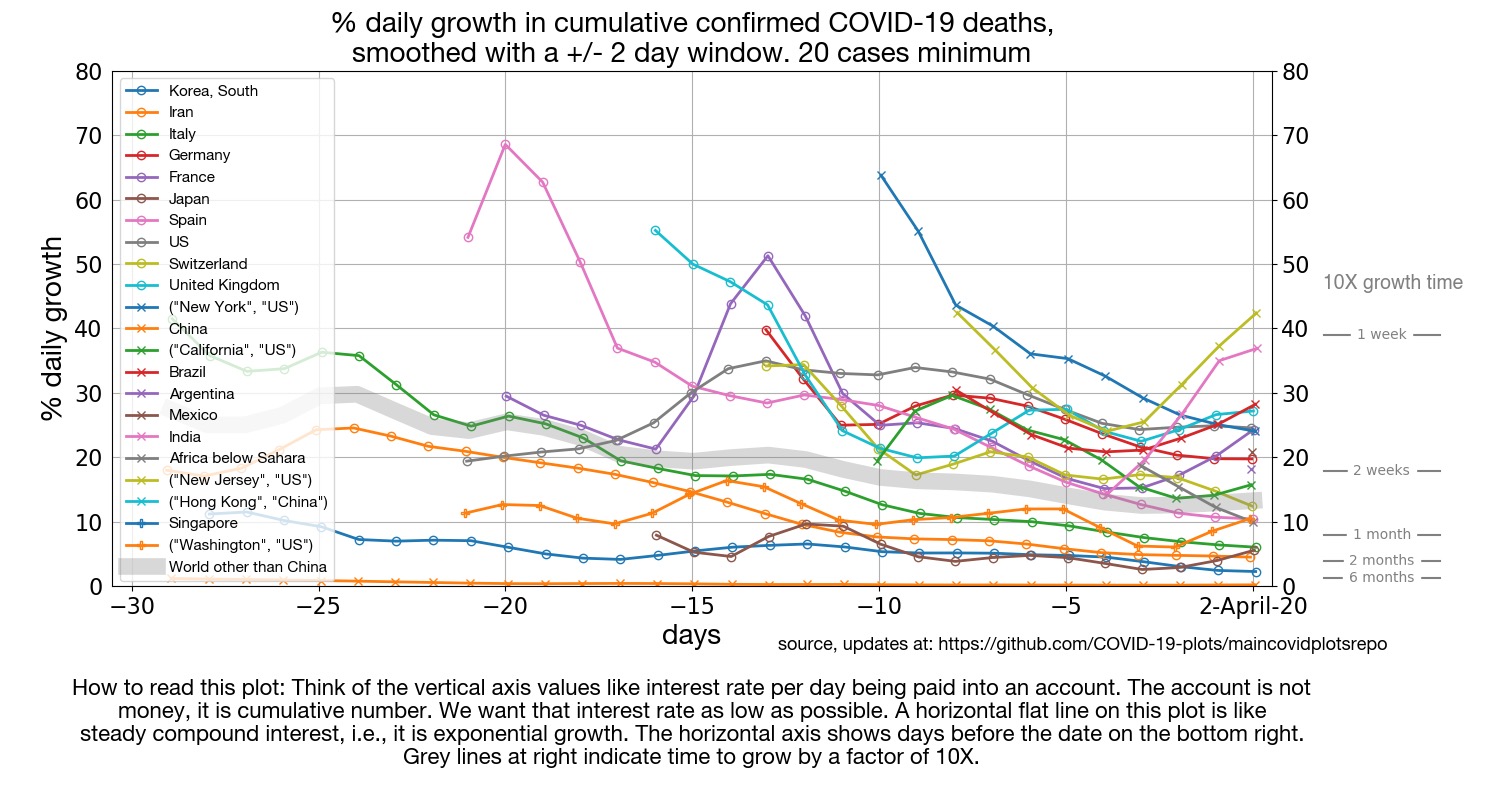 % daily growth in cumulative confirmed COVID-19 deaths,
smoothed with a +/- 2 day window. 20 cases minimum
% daily growth
80
70
60
50
40
30
20
10
0
Korea, South
Iran
Italy
Germany
France
Japan
Spain
US
Switzerland
United Kingdom
("New York", "US")
China
("California", "US")
Brazil
Argentina
Mexico
India
Africa below Sahara
("New Jersey", "US")
("Hong Kong", "China")
Singapore
("Washington", "US")
World other than China
80
70
60
50
40
30
20
10
0
10X growth time
1 week
2 weeks
1 month
2 months
6 months
−30 −25 −20 −15 −10 −5 2-April-20
days
source, updates at: https://github.com/COVID-19-plots/maincovidplotsrepo
How to read this plot: Think of the vertical axis values like interest rate per day being paid into an account. The account is not
money, it is cumulative number. We want that interest rate as low as possible. A horizontal flat line on this plot is like
steady compound interest, i.e., it is exponential growth. The horizontal axis shows days before the date on the bottom right.
Grey lines at right indicate time to grow by a factor of 10X.